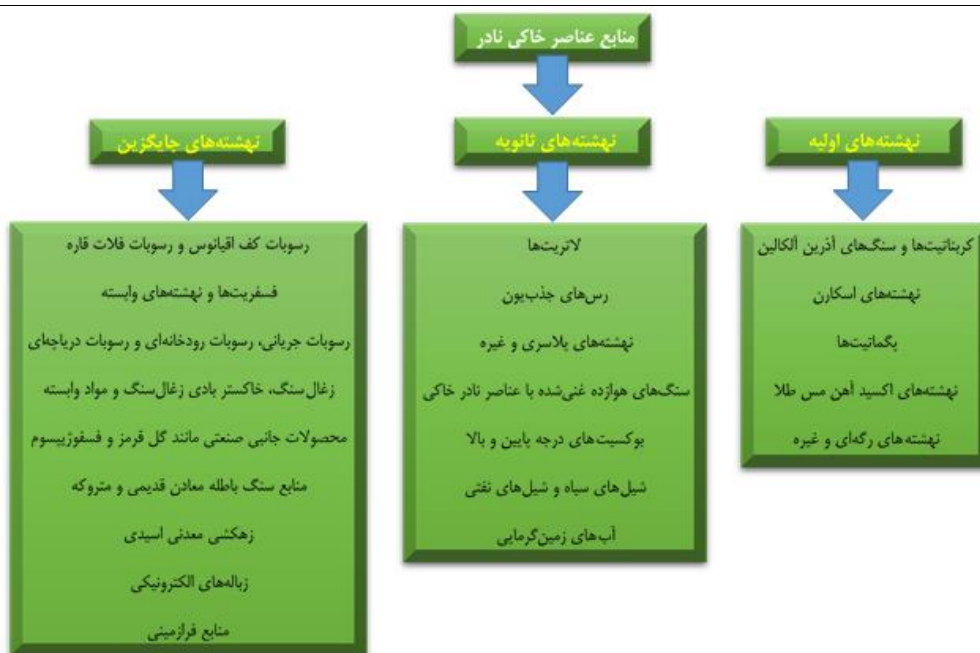 منابع عناصر خاکی نادر
نهشته‌های اولیه
کربناتیت‌ها و سنگ‌های آذرین آلکالین
نهشته‌های اسکارن
پگماتیت‌ها
نهشته‌های اکسید آهن مس طلا
نهشته‌های رگه‌ای و غیره
نهشته‌های ثانویه
لاتریت‌ها
رس‌های جذب‌یون
نهشته‌های پلاسری و غیره
سنگ‌های هوازده غنی‌شده با عناصر نادر خاکی
بوکسیت‌های درجه پایین و بالا
شیل‌های سیاه و شیل‌های نفتی
آب‌های زمین‌گرمایی
نهشته‌های جایگزین
رسوبات کف اقیانوس و رسوبات فلات قاره
فسفریت‌ها و نهشته‌های وابسته
رسوبات جریانی، رسوبات رودخانه‌ای و رسوبات دریاچه‌ای
زغال‌سنگ، خاکستر بادی زغال‌سنگ و مواد وابسته
محصولات جانبی صنعتی مانند گل قرمز و فسفوژیپسوم
منابع سنگ باطله معادن قدیمی و متروکه
زهکشی معدنی اسیدی
زباله‌های الکترونیکی
منابع فرازمینی